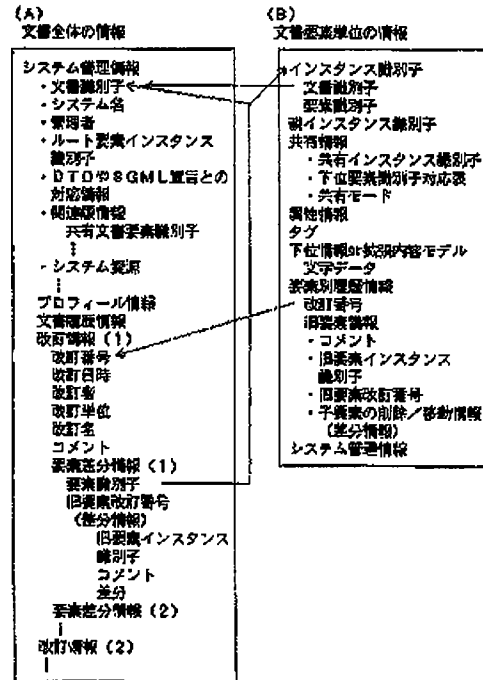 (A)
文書全体の情報
システム管理情報
・文書識別子
・システム名
・管理者
・ルート要素インスタンス
識別子
・DTDやSGML宣言との
対応情報
・関連版情報
共有文書要素識別子
・システム資源
プロフィール情報
文書履歴情報
改訂情報(1)
改訂番号
改訂日時
改訂者
改訂単位
改訂名
コメント
要素差分情報(1)
要素識別子
旧要素改訂番号
(差分情報)
旧要素インスタンス
識別子
コメント
差分
要素差分情報(2)
改訂情報(2)
(B)
文書要素単位の情報
インスタンス識別子
文書識別子
要素識別子
親インスタンス識別子
共有情報
・共有インスタンス識別子
・下位要素識別子対応表
・共有モード
属性情報
タグ
下位情報or拡張内容モデル
文字データ
要素別履歴情報
改訂番号
旧要素情報
・コメント
・旧要素インスタンス
識別子
・旧要素改訂番号
・子要素の削除/移動情報
(差分情報)
システム管理情報